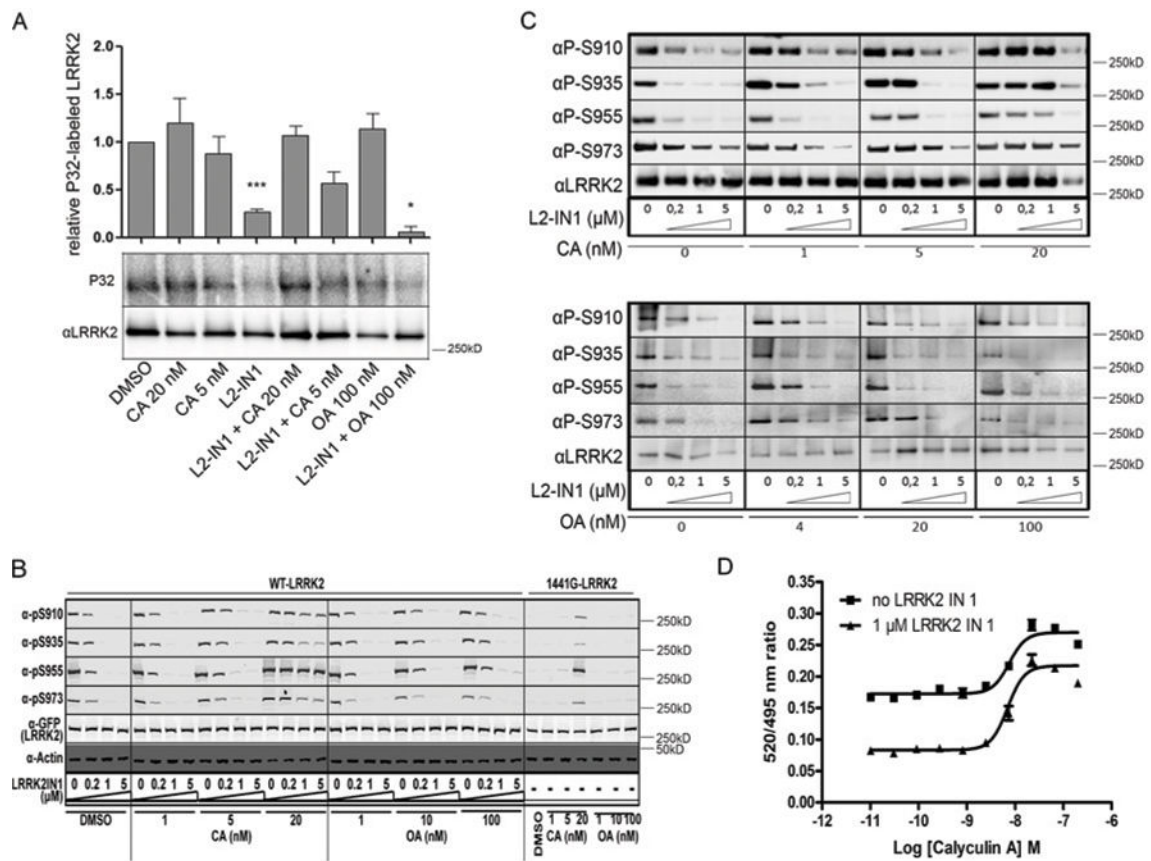 A
relative P32-labeled LRRK2
2.0
1.5
1.0
0.5
0.0
***
*
P32
αLRRK2
250kD
DMSO
CA 20 nM
CA 5 nM
L2-IN1
L2-IN1 + CA 20 nM
L2-IN1 + CA 5 nM
OA 100 nM
L2-IN1 + OA 100 nM
C
αP-S910
250kD
αP-S935
250kD
αP-S955
250kD
αP-S973
250kD
αLRRK2
250kD
L2-IN1 (µM) 0 0,2 1 5 0 0,2 1 5 0 0,2 1 5 0 0,2 1 5
CA (nM) 0 1 5 20
αP-S910
250kD
αP-S935
250kD
αP-S955
250kD
αP-S973
250kD
αLRRK2
250kD
L2-IN1 (µM) 0 0,2 1 5 0 0,2 1 5 0 0,2 1 5 0 0,2 1 5
OA (nM) 0 4 20 100
B
WT-LRRK2 1441G-LRRK2
α-pS910
250kD
α-pS935
250kD
α-pS955
250kD
α-pS973
250kD
α-GFP
(LRRK2)
250kD
50kD
α-Actin
LRRK2IN1 0 0.2 1 5 0 0.2 1 5 0 0.2 1 5 0 0.2 1 5 0 0.2 1 5 0 0.2 1 5 0 0.2 1 5 - - - - - - -
(µM)
DMSO 1 5 20 1 10 100 DMSO 1 5 20 1 10 100
CA (nM) OA (nM) CA (nM) OA (nM)
D
520/495 nm ratio
0.35
0.30
0.25
0.20
0.15
0.10
0.05
0.00
no LRRK2 IN 1
1 µM LRRK2 IN 1
-12 -11 -10 -9 -8 -7 -6
Log [Calyculin A] M